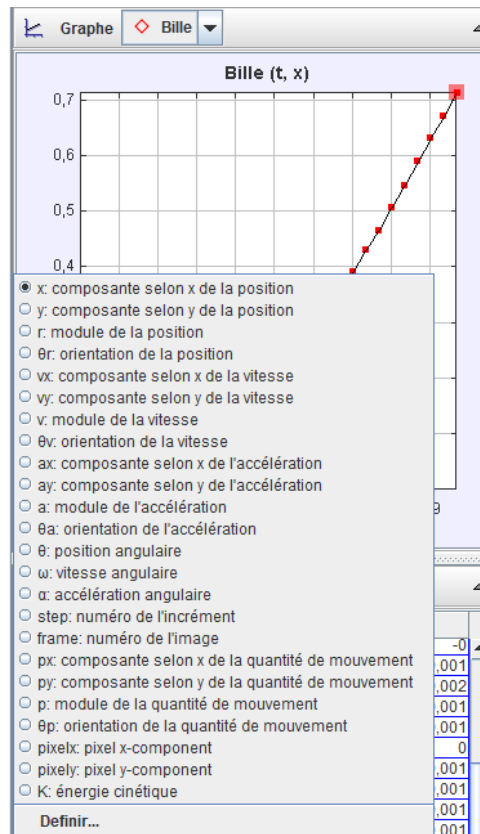 Graphe Bille
Bille (t, x)
0,7
0,6
0,5
0,4
x: composante selon x de la position
y: composante selon y de la position
r: module de la position
θr: orientation de la position
vx: composante selon x de la vitesse
vy: composante selon y de la vitesse
v: module de la vitesse
θv: orientation de la vitesse
ax: composante selon x de l'accélération
ay: composante selon y de l'accélération
a: module de l'accélération
9
θa: orientation de l'accélération
θ: position angulaire
ω: vitesse angulaire
α: accélération angulaire
step: numéro de l'incrément
frame: numéro de l'image
-0
px: composante selon x de la quantité de mouvement
,001
py: composante selon y de la quantité de mouvement
,002
p: module de la quantité de mouvement
,001
θp: orientation de la quantité de mouvement
,001
pixelx: pixel x-component
0
pixely: pixel y-component
,001
K: énergie cinétique
,001
,001
Definir...
,001